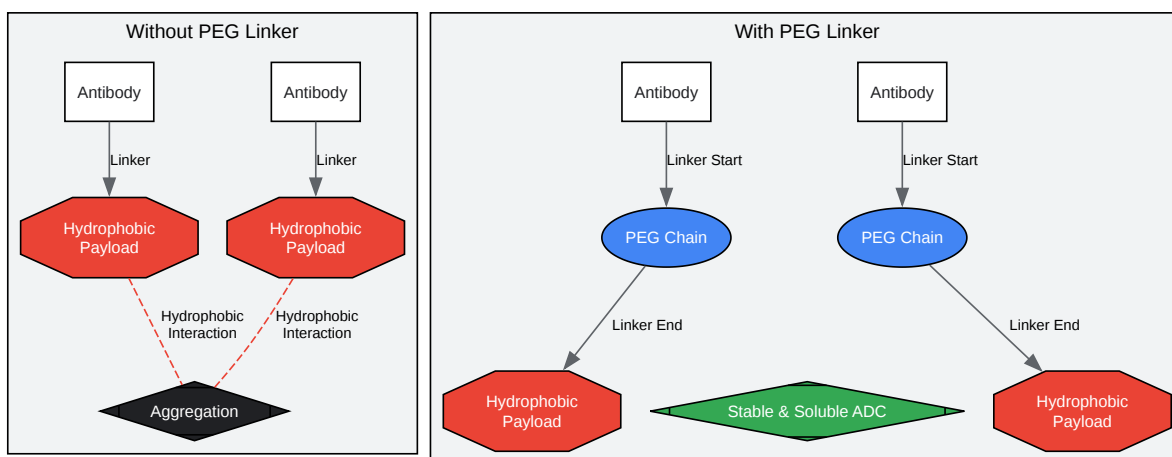 Without PEG Linker
Antibody
Antibody
Linker
Linker
Hydrophobic
Payload
Hydrophobic
Payload
Hydrophobic
Interaction
Hydrophobic
Interaction
Aggregation
With PEG Linker
Antibody
Antibody
Linker Start
Linker Start
PEG Chain
PEG Chain
Linker End
Linker End
Hydrophobic
Payload
Stable & Soluble ADC
Hydrophobic
Payload